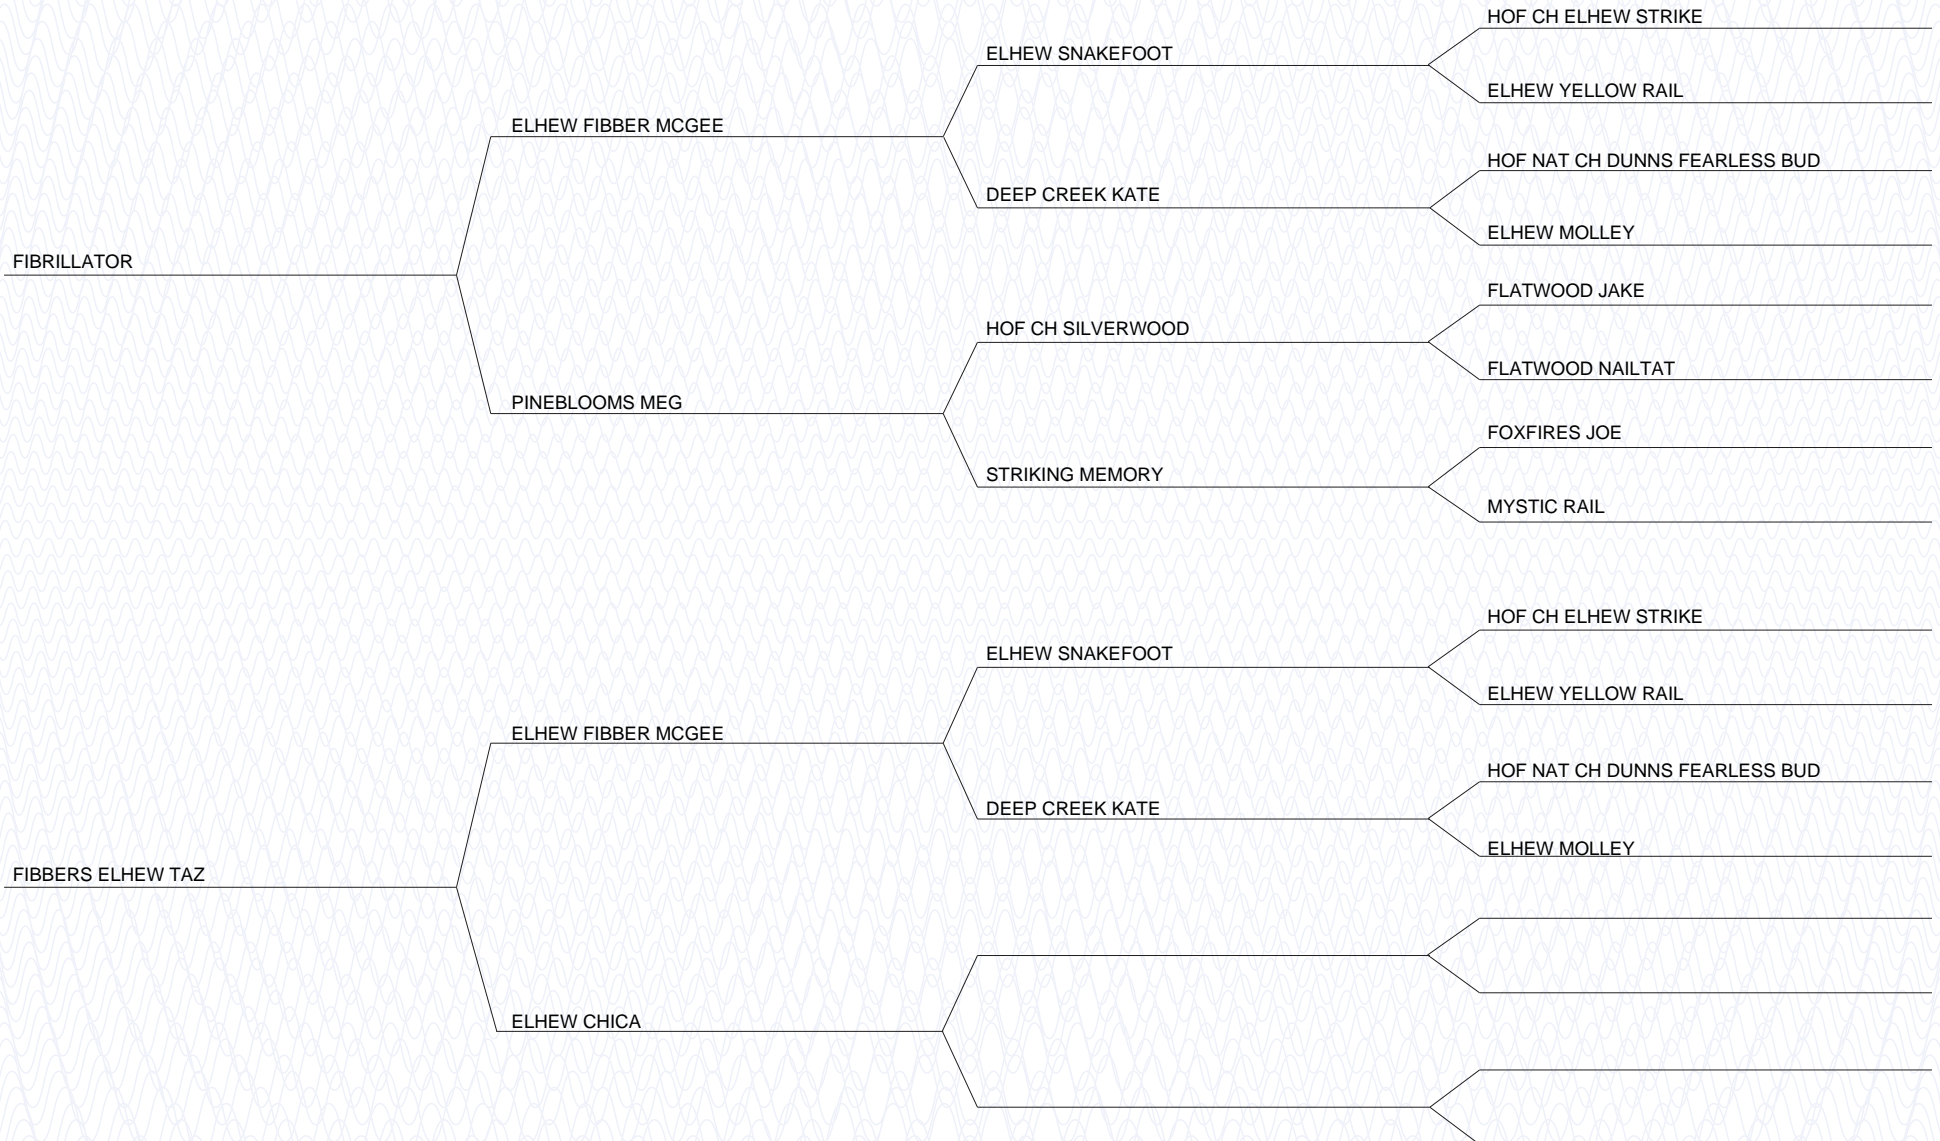 HOF CH ELHEW STRIKE
ELHEW SNAKEFOOT
ELHEW YELLOW RAIL
ELHEW FIBBER MCGEE
HOF NAT CH DUNNS FEARLESS BUD
DEEP CREEK KATE
ELHEW MOLLEY
FIBRILLATOR
FLATWOOD JAKE
HOF CH SILVERWOOD
FLATWOOD NAILTAT
PINEBLOOMS MEG
FOXFIRES JOE
STRIKING MEMORY
MYSTIC RAIL
HOF CH ELHEW STRIKE
ELHEW SNAKEFOOT
ELHEW YELLOW RAIL
ELHEW FIBBER MCGEE
HOF NAT CH DUNNS FEARLESS BUD
DEEP CREEK KATE
ELHEW MOLLEY
FIBBERS ELHEW TAZ
ELHEW CHICA